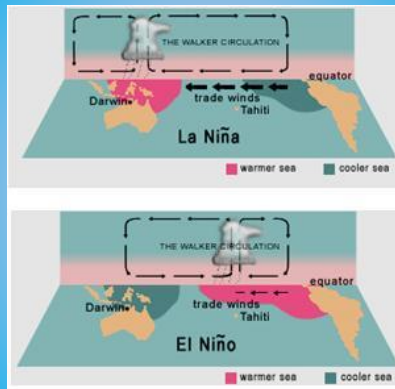 THE WALKER CIRCULATION
equator
Darwin
trade winds
Tahiti
La Niña
warmer sea
cooler sea
THE WALKER CIRCULATION
equator
Darwin
trade winds
Tahiti
El Niño
warmer sea
cooler sea